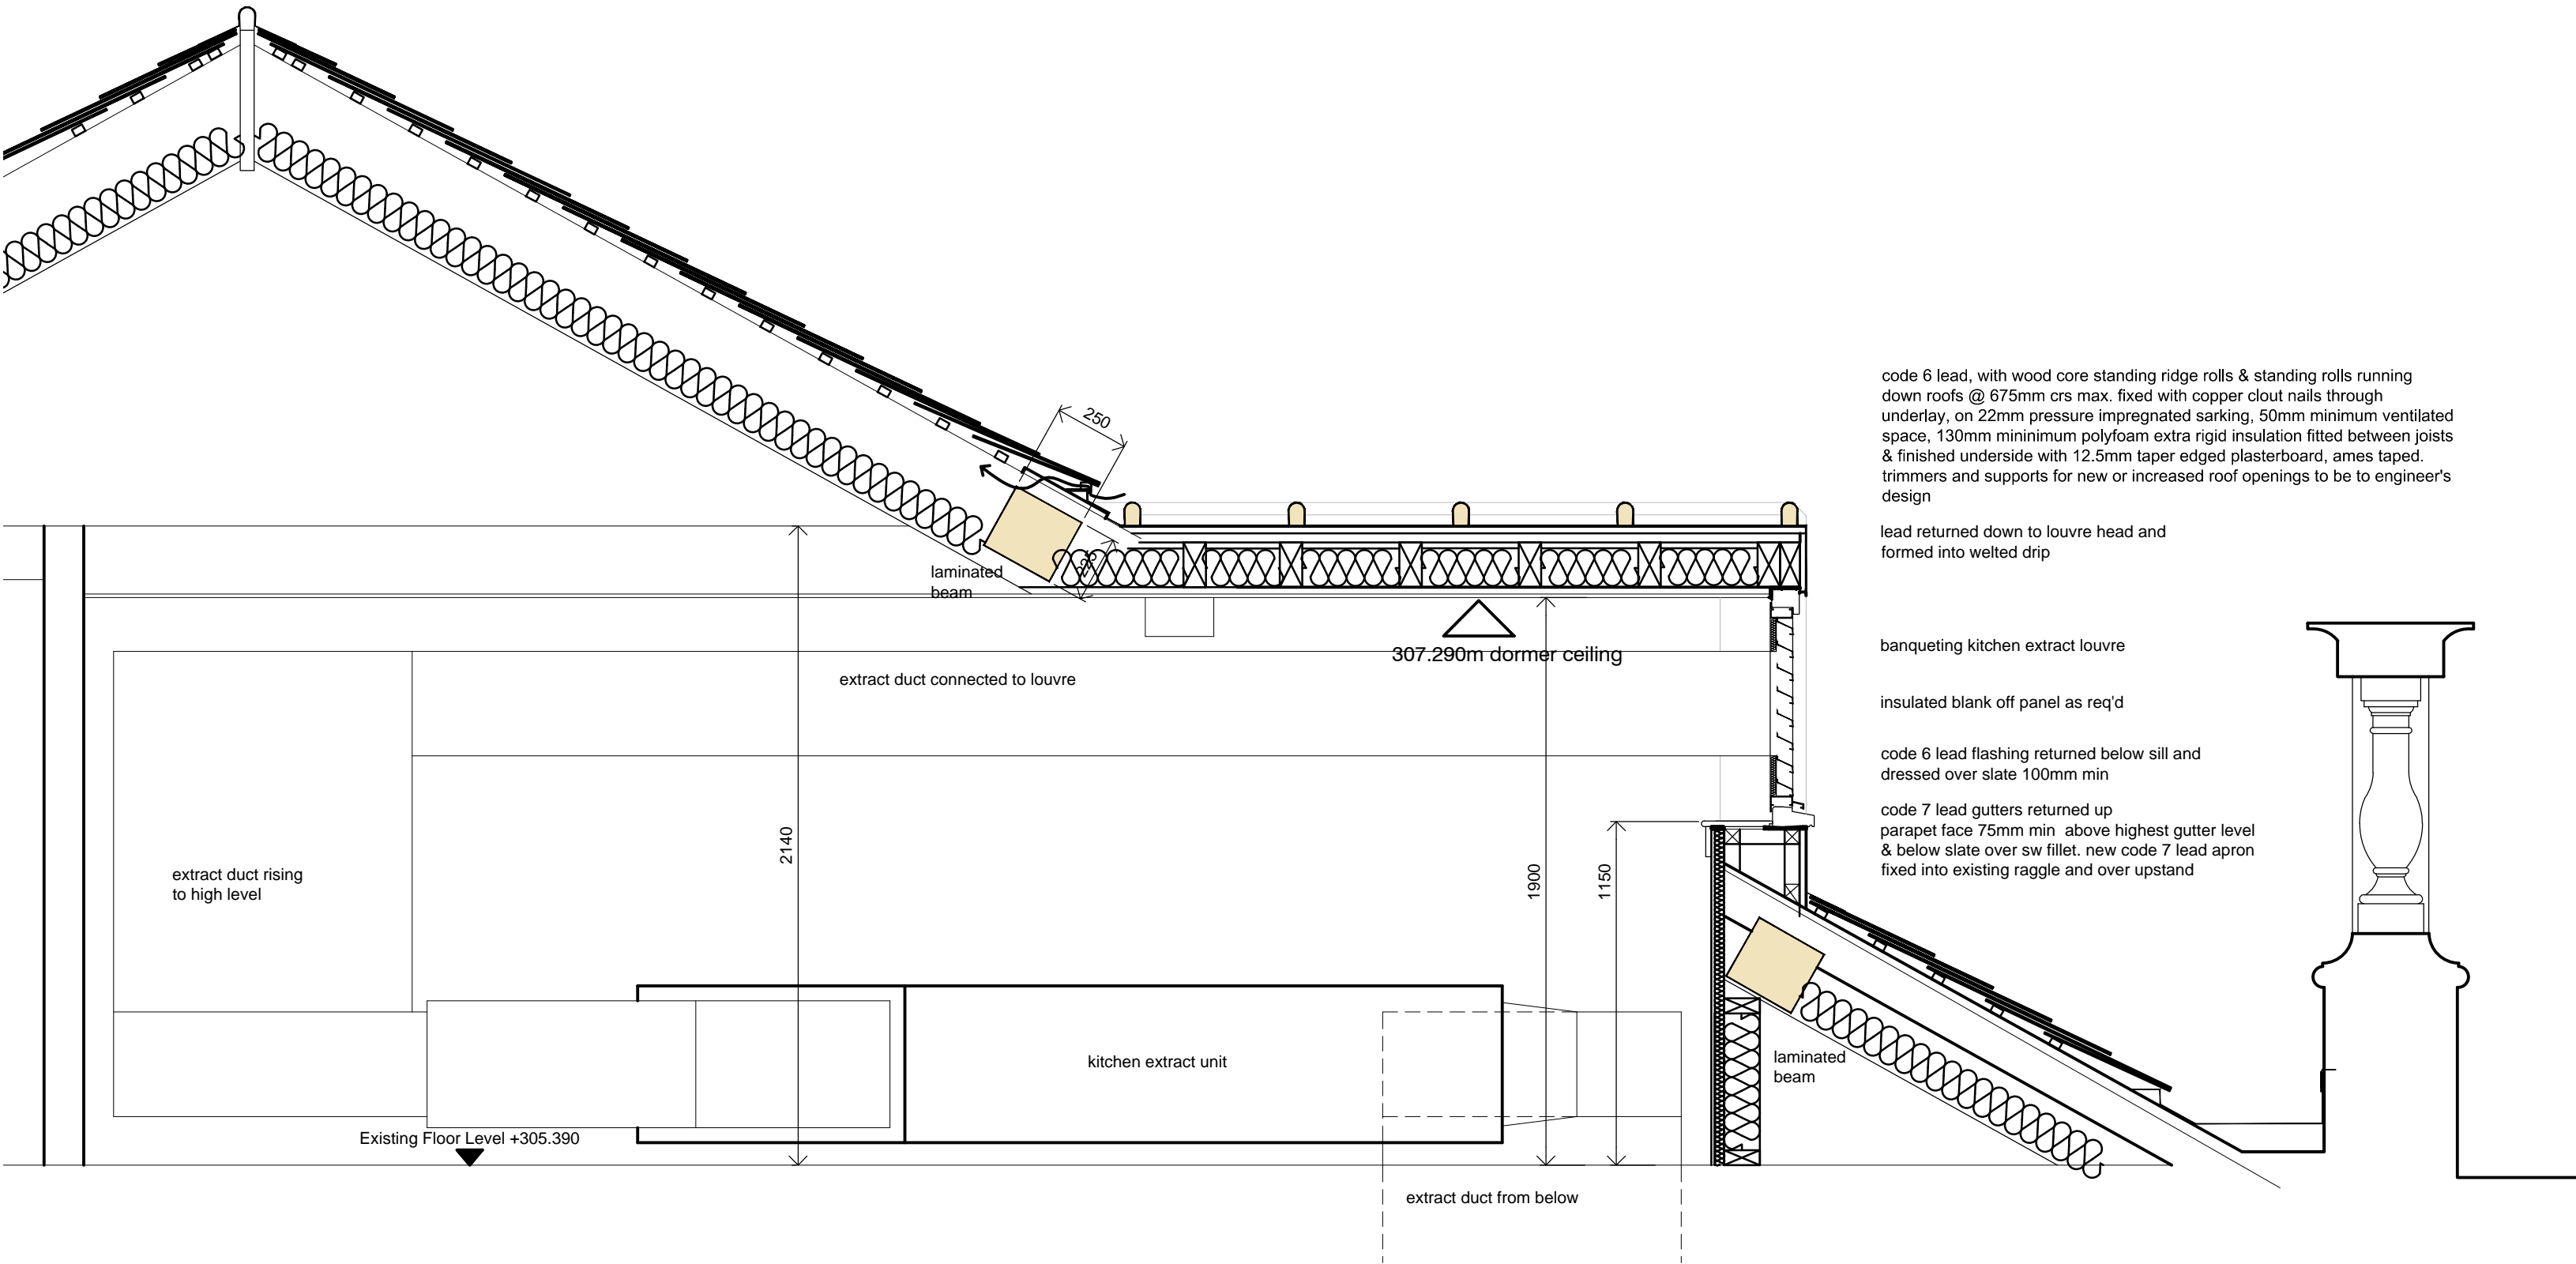 code 6 lead, with wood core standing ridge rolls & standing rolls running
down roofs @ 675mm crs max. fixed with copper clout nails through
underlay, on 22mm pressure impregnated sarking, 50mm minimum ventilated
space, 130mm mininimum polyfoam extra rigid insulation fitted between joists
& finished underside with 12.5mm taper edged plasterboard, ames taped.
trimmers and supports for new or increased roof openings to be to engineer's
design
250
lead returned down to louvre head and
formed into welted drip
225
laminated
beam
307.290m dormer ceiling
banqueting kitchen extract louvre
extract duct connected to louvre
insulated blank off panel as req'd
code 6 lead flashing returned below sill and
dressed over slate 100mm min
code 7 lead gutters returned up
parapet face 75mm min above highest gutter level
& below slate over sw fillet. new code 7 lead apron
fixed into existing raggle and over upstand
2140
1900
1150
extract duct rising
to high level
kitchen extract unit
laminated
beam
Existing Floor Level +305.390
extract duct from below